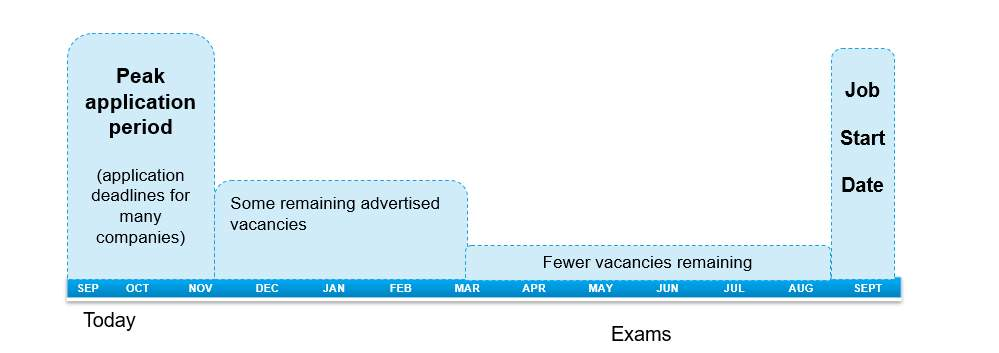 Peak
application
period
(application
deadlines for
many
companies)
Some remaining advertised
vacancies
Fewer vacancies remaining
Job
Start
Date
SEP OCT NOV DEC JAN FEB MAR APR MAY JUN JUL AUG SEPT
Today
Exams